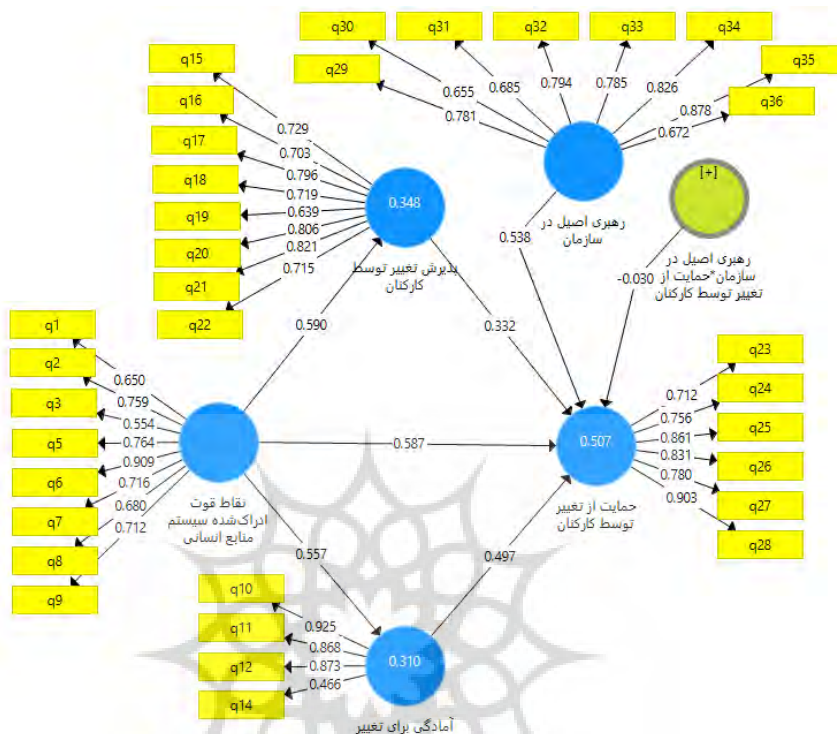 q30
q31
q32
q33
q34
q35
q36
q29
0.655
0.685
0.794
0.785
0.826
0.878
0.672
0.781
q15
q16
q17
q18
q19
q20
q21
q22
0.729
0.703
0.796
0.719
0.639
0.806
0.821
0.715
0.348
پذیرش تغییر توسط
کارکنان
رهبری اصیل در
سازمان
[+]
رهبری اصیل در
سازمان*حمایت از
تغییر توسط کارکنان
0.538
-0.030
0.590
0.332
q1
q2
q3
q5
q6
q7
q8
q9
0.650
0.759
0.554
0.764
0.909
0.716
0.680
0.712
نقاط قوت
ادراک‌شده سیستم
منابع انسانی
0.587
0.507
حمایت از تغییر
توسط کارکنان
q23
q24
q25
q26
q27
q28
0.712
0.756
0.861
0.831
0.780
0.903
0.557
0.497
q10
q11
q12
q14
0.925
0.868
0.873
0.466
0.310
آمادگی برای تغییر